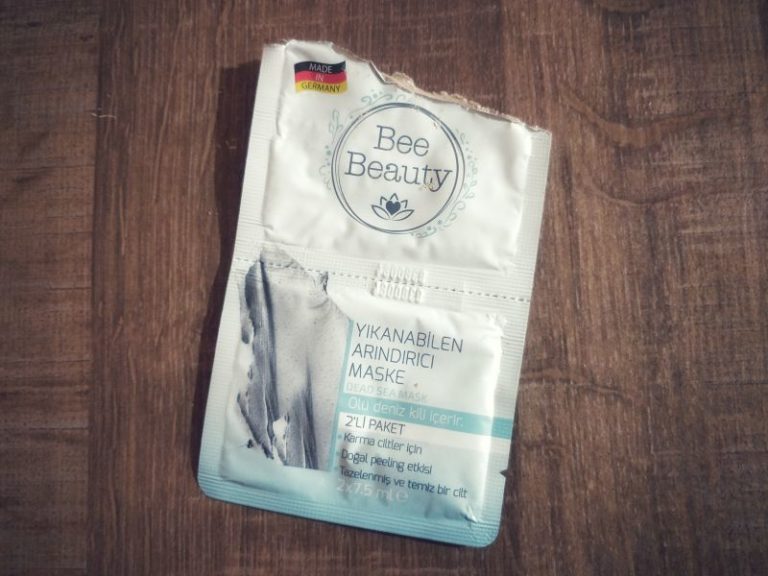 MADE
IN
GERMANY
Bee
Beauty
YIKANABİLEN
ARINDIRICI
MASKE
DEAD SEA MASK
Ölü deniz kili içerir.
2'Lİ PAKET
• Karma ciltler için
• Doğal peeling etkisi
• Tazelenmiş ve temiz bir cilt
2x7,5 ml e